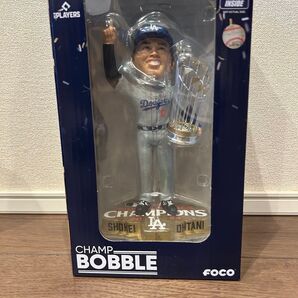 PLAYERS
INSIDE
Dodgers
CHAMPIONS
SHOHEI LA OHTANI
CHAMP
BOBBLE
FOCO